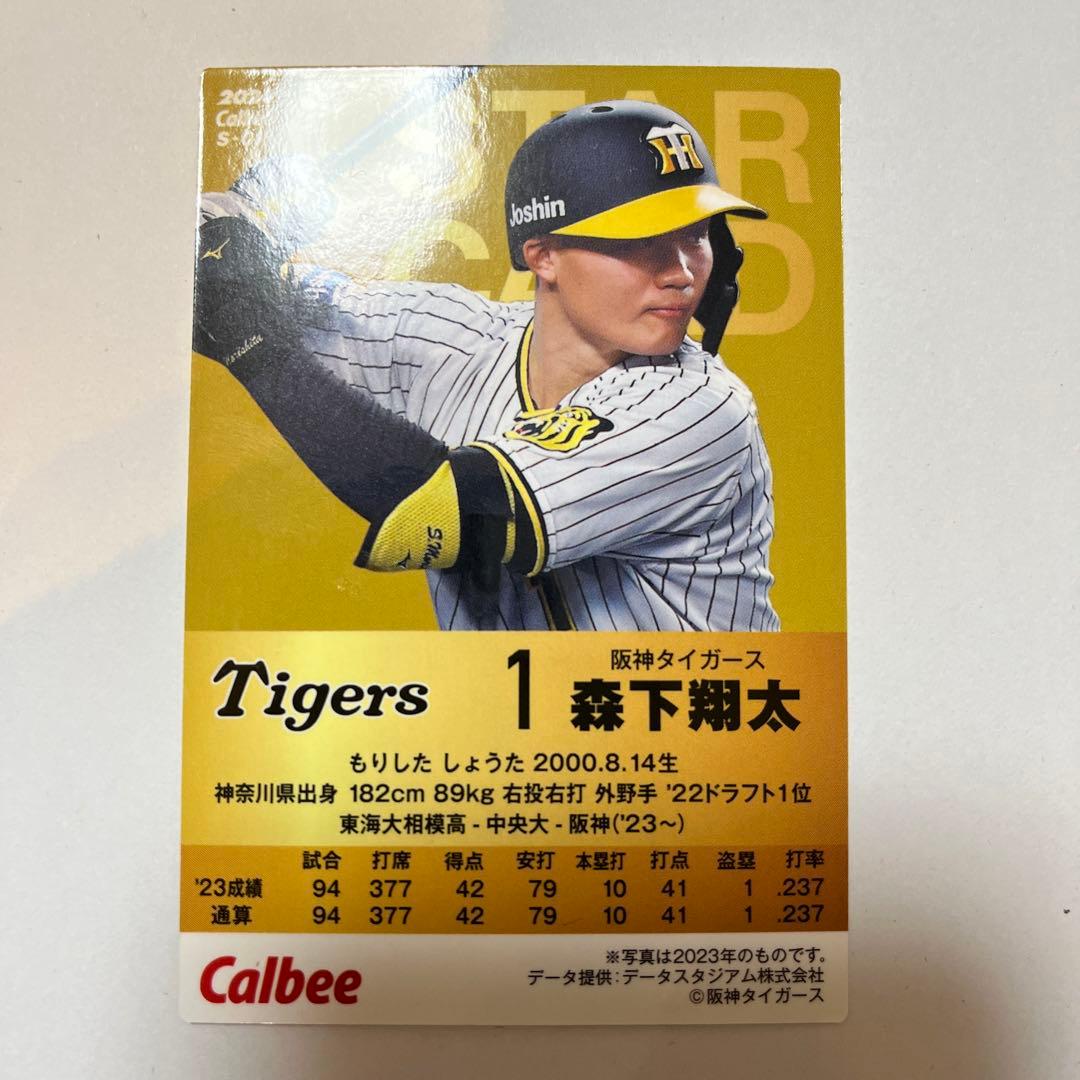 STAR
Joshin
Morishita
Tigers
1
阪神タイガース
森下翔太
もりした しょうた 2000.8.14生
神奈川県出身 182cm 89kg 右投右打 外野手 '22ドラフト1位
東海大相模高 - 中央大 - 阪神('23～)
試合 打席 得点 安打 本塁打 打点 盗塁 打率
'23成績 94 377 42 79 10 41 1 .237
通算 94 377 42 79 10 41 1 .237
Calbee
※写真は2023年のものです。
データ提供：データスタジアム株式会社
©阪神タイガース